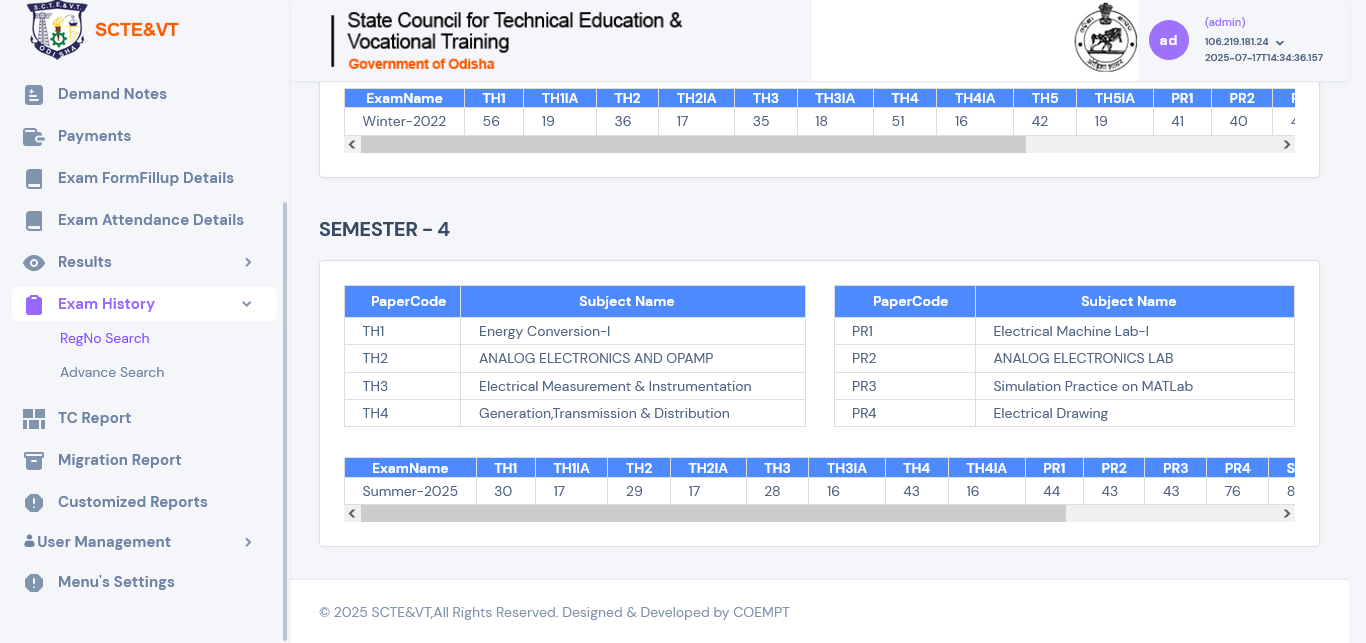 S.C.T.E.&V.T.
ODISHA
SCTE&VT
State Council for Technical Education &
Vocational Training
Government of Odisha
ad
(admin)
106.219.181.24
2025-07-17T14:34:36.157
Demand Notes
Payments
Exam FormFillup Details
Exam Attendance Details
Results
Exam History
RegNo Search
Advance Search
TC Report
Migration Report
Customized Reports
User Management
Menu's Settings
ExamName TH1 TH1IA TH2 TH2IA TH3 TH3IA TH4 TH4IA TH5 TH5IA PR1 PR2
Winter-2022 56 19 36 17 35 18 51 16 42 19 41 40
SEMESTER - 4
PaperCode Subject Name
TH1 Energy Conversion-I
TH2 ANALOG ELECTRONICS AND OPAMP
TH3 Electrical Measurement & Instrumentation
TH4 Generation,Transmission & Distribution
PaperCode Subject Name
PR1 Electrical Machine Lab-I
PR2 ANALOG ELECTRONICS LAB
PR3 Simulation Practice on MATLab
PR4 Electrical Drawing
ExamName TH1 TH1IA TH2 TH2IA TH3 TH3IA TH4 TH4IA PR1 PR2 PR3 PR4
Summer-2025 30 17 29 17 28 16 43 16 44 43 43 76
© 2025 SCTE&VT,All Rights Reserved. Designed & Developed by COEMPT